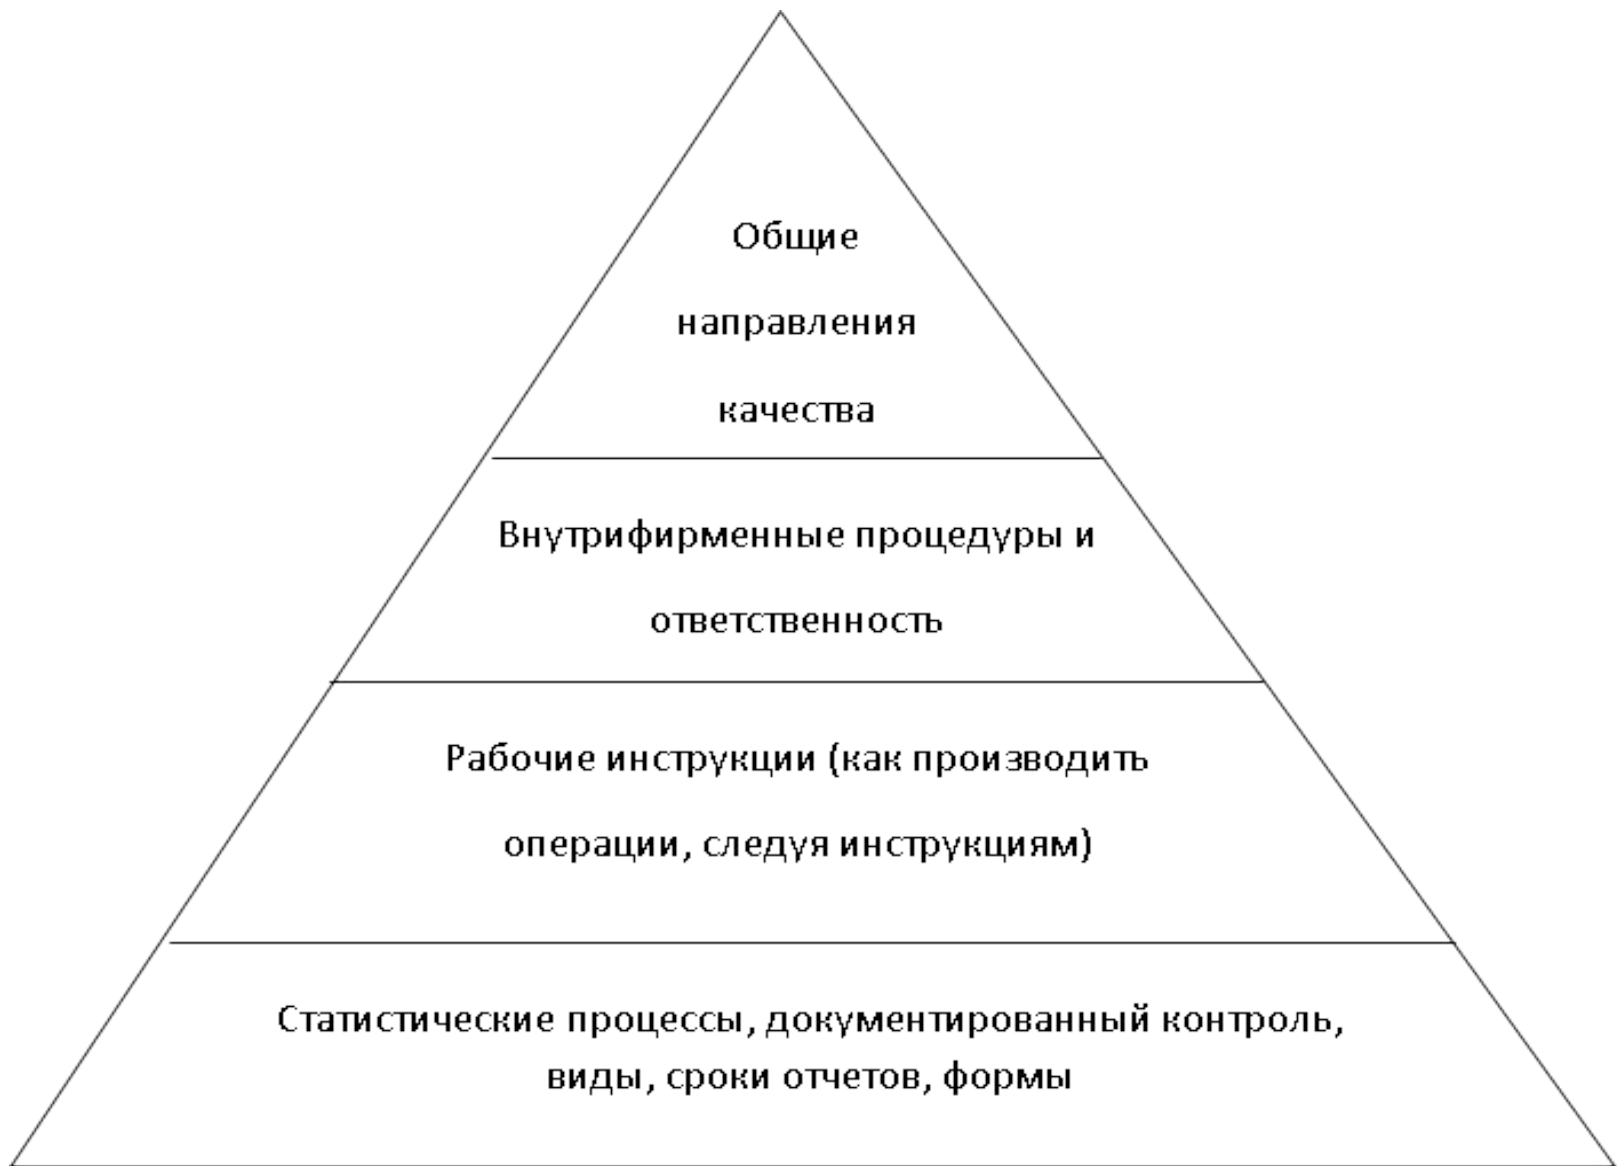 Общие
направления
качества
Внутрифирменные процедуры и
ответственность
Рабочие инструкции (как производить
операции, следуя инструкциям)
Статистические процессы, документированный контроль,
виды, сроки отчетов, формы